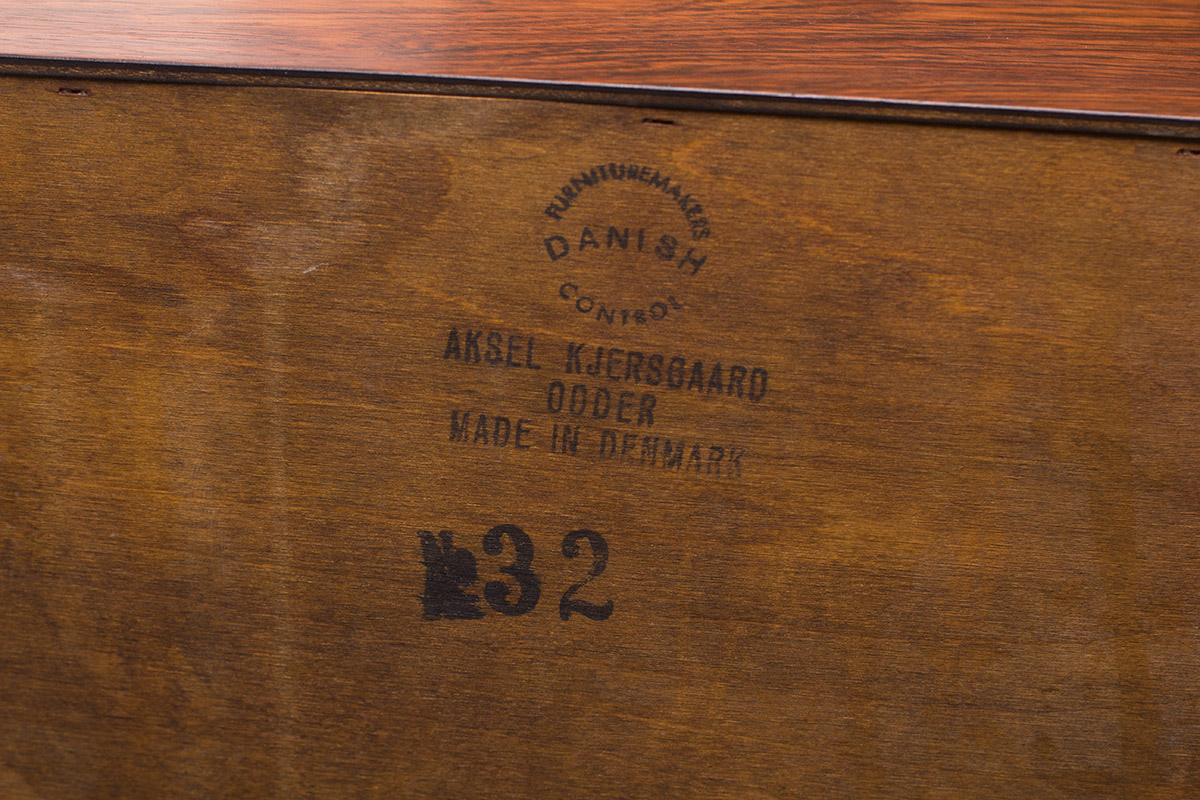 FURNITUREMAKERS
DANISH
CONTROL
AKSEL KJERSGAARD
ODDER
MADE IN DENMARK
32